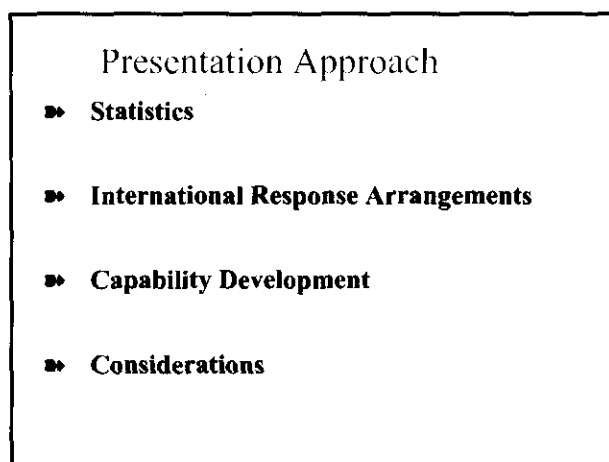 Presentation Approach
➽ Statistics
➽ International Response Arrangements
➽ Capability Development
➽ Considerations